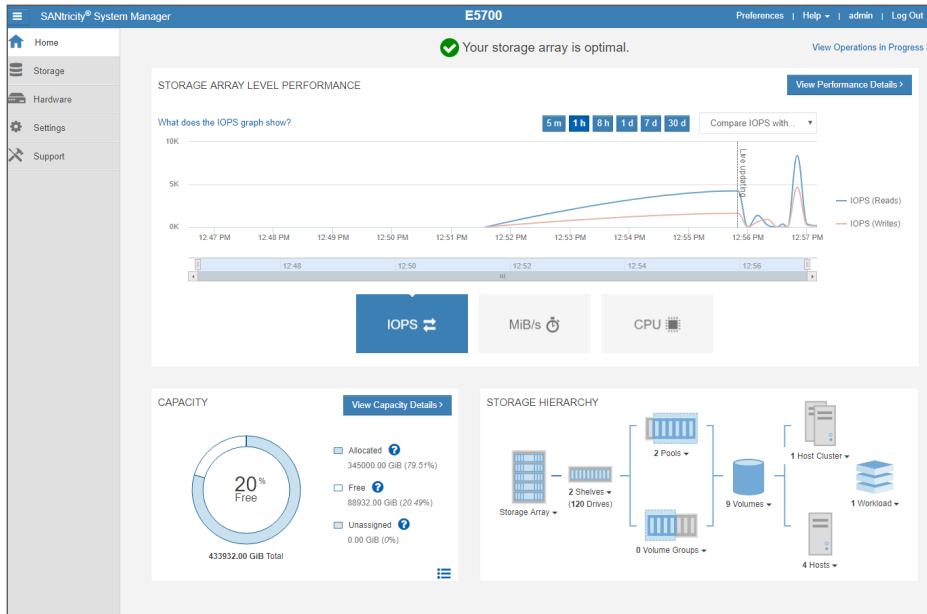 SANtricity® System Manager
E5700
Preferences | Help | admin | Log Out
Home
Storage
Hardware
Settings
Support
Your storage array is optimal.
View Operations in Progress
STORAGE ARRAY LEVEL PERFORMANCE
View Performance Details >
What does the IOPS graph show?
5 m 1 h 8 h 1 d 7 d 30 d
Compare IOPS with...
10K
5K
0K
Live updating
IOPS (Reads)
IOPS (Writes)
12:47 PM 12:48 PM 12:49 PM 12:50 PM 12:51 PM 12:52 PM 12:53 PM 12:54 PM 12:55 PM 12:56 PM 12:57 PM
12:48 12:50 12:52 12:54 12:56
IOPS
MiB/s
CPU
CAPACITY
View Capacity Details >
20%
Free
433932.00 GiB Total
Allocated ?
345000.00 GiB (79.51%)
Free ?
88932.00 GiB (20.49%)
Unassigned ?
0.00 GiB (0%)
STORAGE HIERARCHY
Storage Array
2 Shelves
(120 Drives)
2 Pools
0 Volume Groups
9 Volumes
1 Host Cluster
4 Hosts
1 Workload